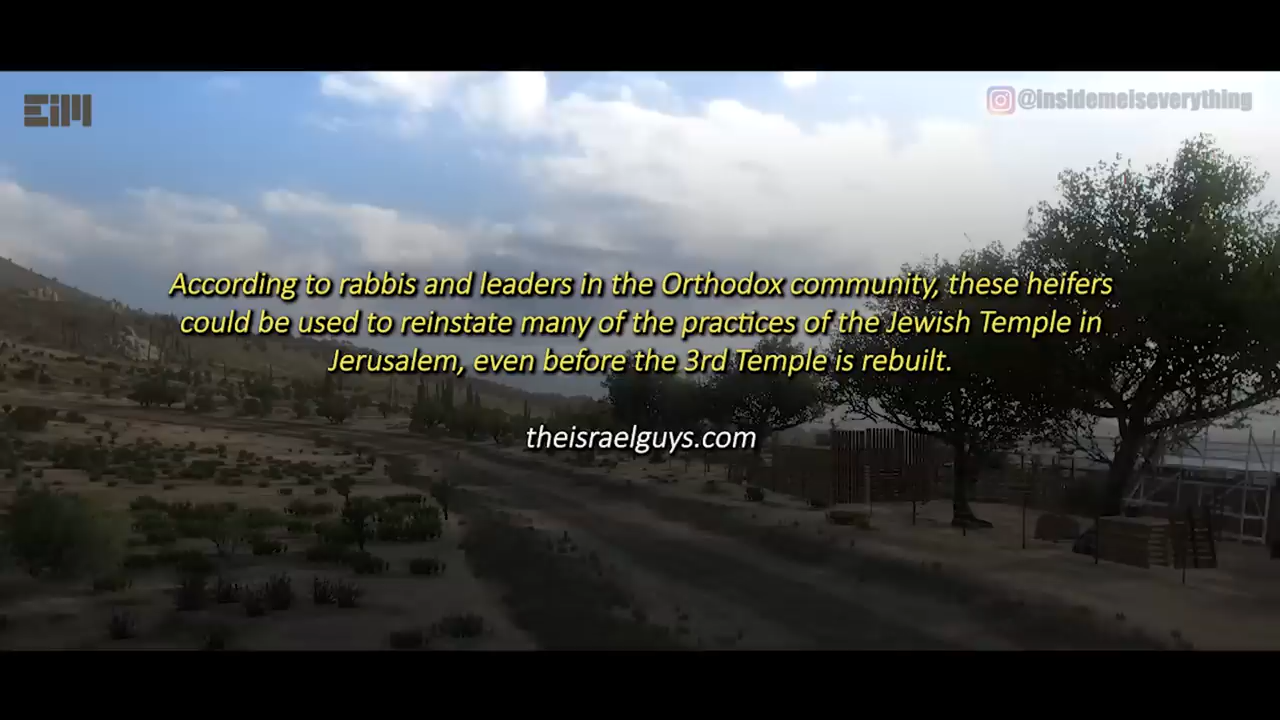 EiM
@insidemeiseverything
According to rabbis and leaders in the Orthodox community, these heifers
could be used to reinstate many of the practices of the Jewish Temple in
Jerusalem, even before the 3rd Temple is rebuilt.
theisraelguys.com